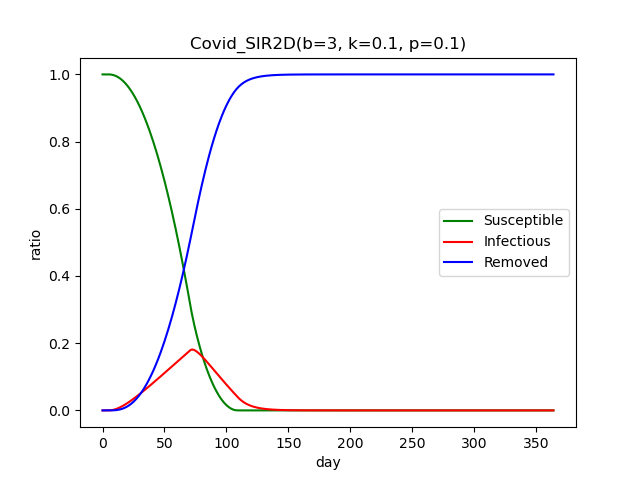 Covid_SIR2D(b=3, k=0.1, p=0.1)
1.0
0.8
0.6
0.4
0.2
0.0
ratio
Susceptible
Infectious
Removed
0 50 100 150 200 250 300 350
day